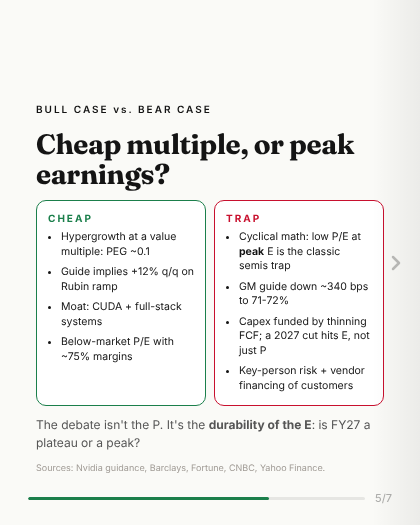 BULL CASE vs. BEAR CASE
Cheap multiple, or peak
earnings?
CHEAP
• Hypergrowth at a value
multiple: PEG ~0.1
• Guide implies +12% q/q on
Rubin ramp
• Moat: CUDA + full-stack
systems
• Below-market P/E with
~75% margins
TRAP
• Cyclical math: low P/E at
peak E is the classic
semis trap
• GM guide down ~340 bps
to 71-72%
• Capex funded by thinning
FCF; a 2027 cut hits E, not
just P
• Key-person risk + vendor
financing of customers
The debate isn't the P. It's the durability of the E: is FY27 a
plateau or a peak?
Sources: Nvidia guidance, Barclays, Fortune, CNBC, Yahoo Finance.
5/7